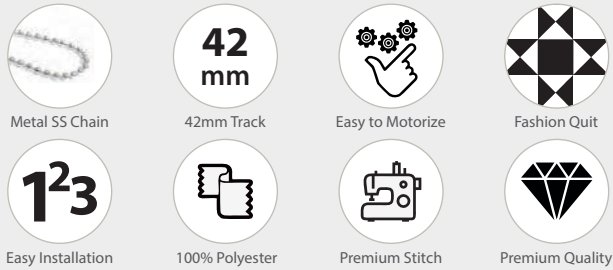 42
mm
Metal SS Chain
42mm Track
Easy to Motorize
Fashion Quit
123
Easy Installation
100% Polyester
Premium Stitch
Premium Quality